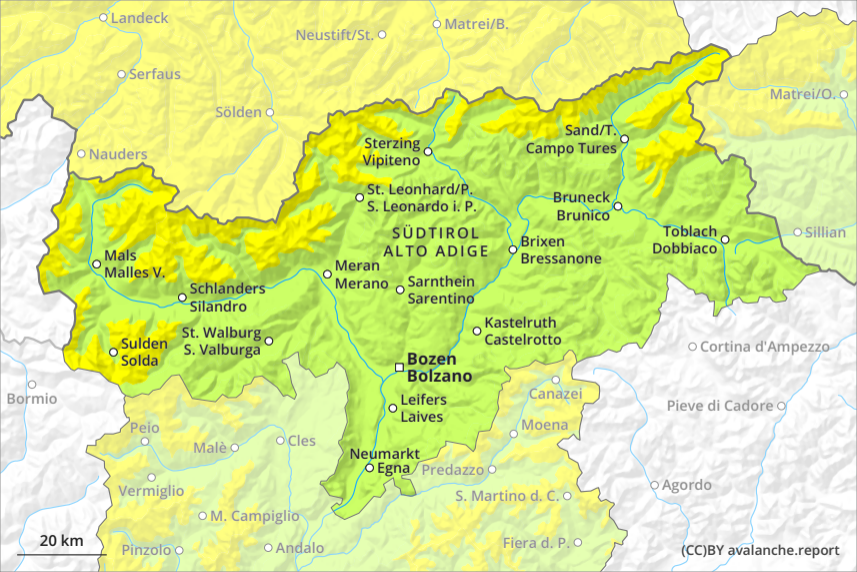 Landeck
Matrei/B.
Neustift/St.
Serfaus
Matrei/O.
Sölden
Sand/T.
Campo Tures
Sterzing
Vipiteno
Nauders
St. Leonhard/P.
S. Leonardo i. P.
Bruneck
Brunico
SÜDTIROL
ALTO ADIGE
Toblach
Dobbiaco
Sillian
Brixen
Bressanone
Mals
Malles V.
Meran
Merano
Sarnthein
Sarentino
Schlanders
Silandro
Kastelruth
Castelrotto
St. Walburg
S. Valburga
Sulden
Solda
Cortina d'Ampezzo
Bozen
Bolzano
Bormio
Canazei
Leifers
Laives
Pieve di Cadore
Peio
Moena
Cles
Malè
Neumarkt
Egna
Predazzo
Vermiglio
Agordo
S. Martino d. C.
M. Campiglio
20 km
Pinzolo
Andalo
Fiera d. P.
(CC)BY avalanche.report